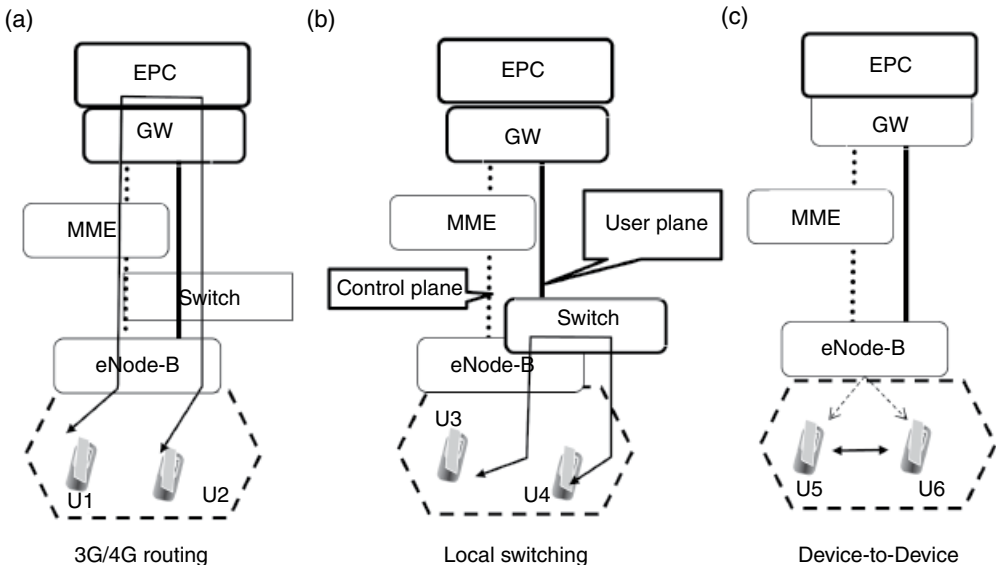 (a)
EPC
GW
MME
Switch
eNode-B
U1
U2
3G/4G routing
(b)
EPC
GW
MME
User plane
Control plane
Switch
eNode-B
U3
U4
Local switching
(c)
EPC
GW
MME
eNode-B
U5
U6
Device-to-Device